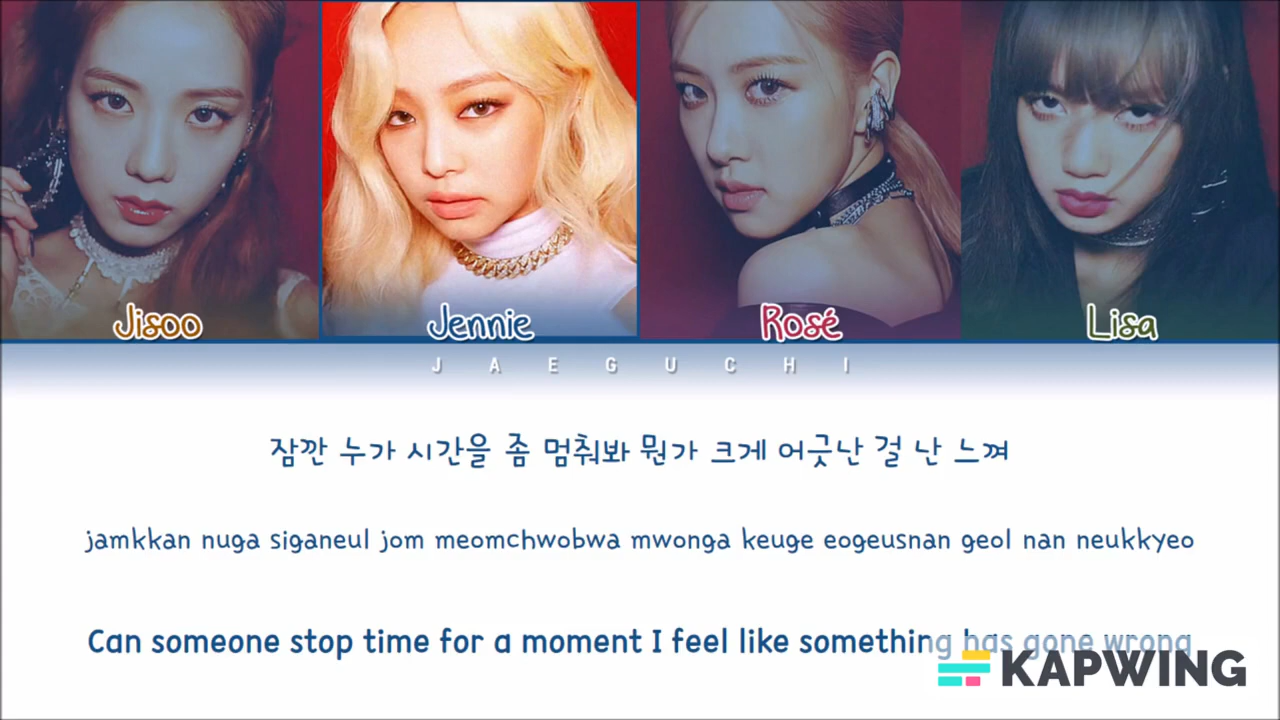 Jisoo Jennie Rosé Lisa
JAEGUCHI
잠깐 누가 시간을 좀 멈춰봐 뭔가 크게 어긋난 걸 난 느껴
jamkkan nuga siganeul jom meomchwobwa mwonga keuge eogeusnan geol nan neukkyeo
Can someone stop time for a moment I feel like something has gone wrong
KAPWING